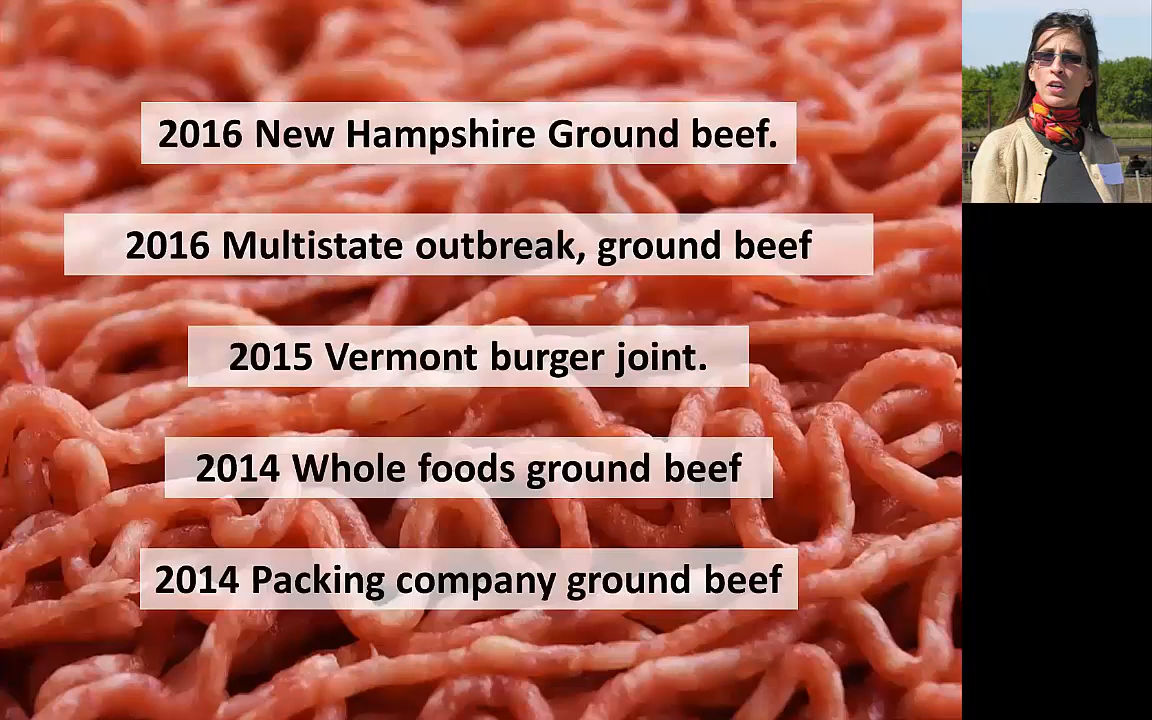 2016 New Hampshire Ground beef.
2016 Multistate outbreak, ground beef
2015 Vermont burger joint.
2014 Whole foods ground beef
2014 Packing company ground beef